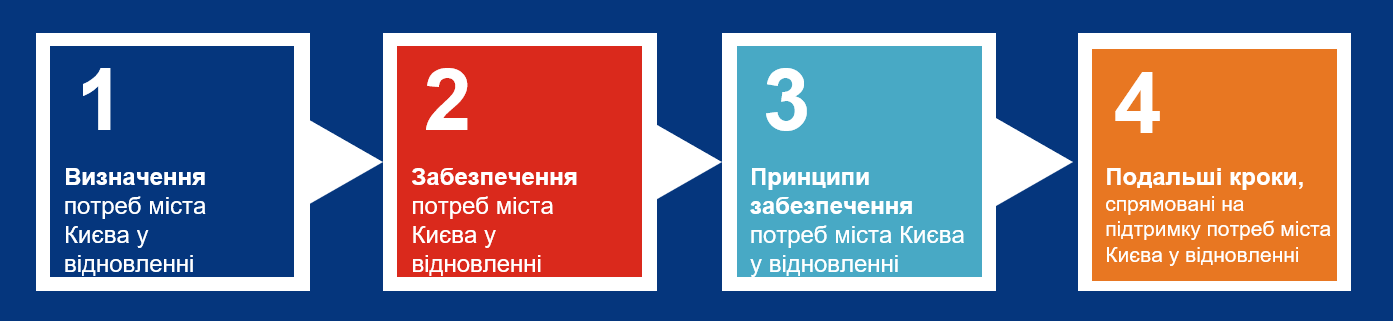 1
Визначення
потреб міста
Києва у
відновленні
2
Забезпечення
потреб міста
Києва у
відновленні
3
Принципи
забезпечення
потреб міста Києва
у відновленні
4
Подальші кроки,
спрямовані на
підтримку потреб міста
Києва у відновленні